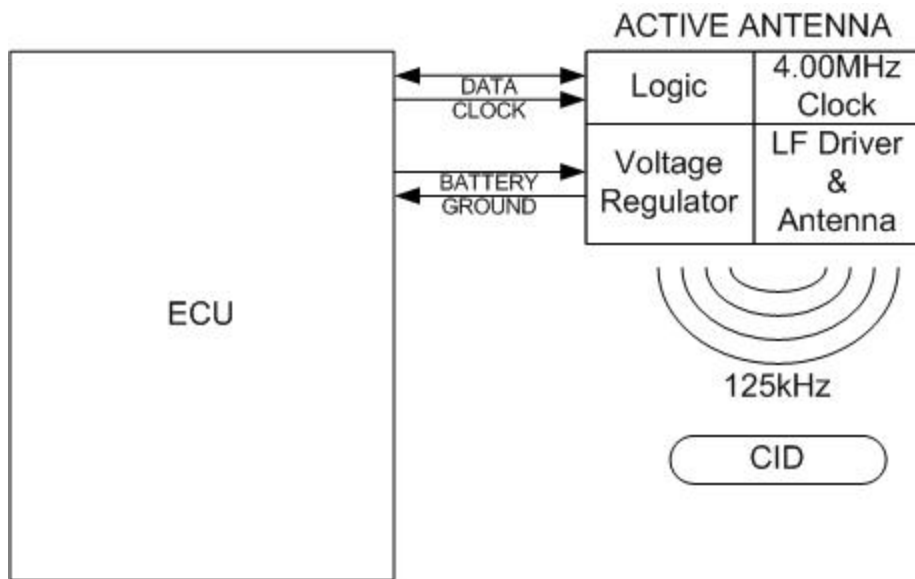 ACTIVE ANTENNA
DATA
CLOCK
Logic
4.00MHz
Clock
BATTERY
GROUND
Voltage
Regulator
LF Driver
&
Antenna
ECU
125kHz
CID